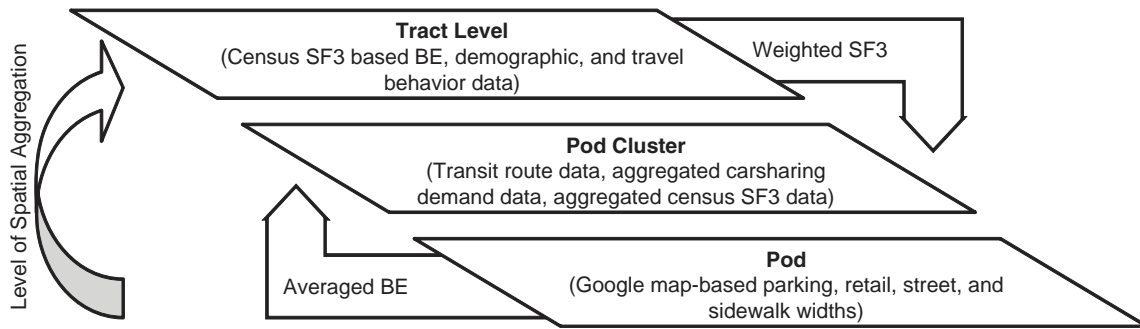 Level of Spatial Aggregation
Tract Level
(Census SF3 based BE, demographic, and travel
behavior data)
Weighted SF3
Pod Cluster
(Transit route data, aggregated carsharing
demand data, aggregated census SF3 data)
Averaged BE
Pod
(Google map-based parking, retail, street, and
sidewalk widths)